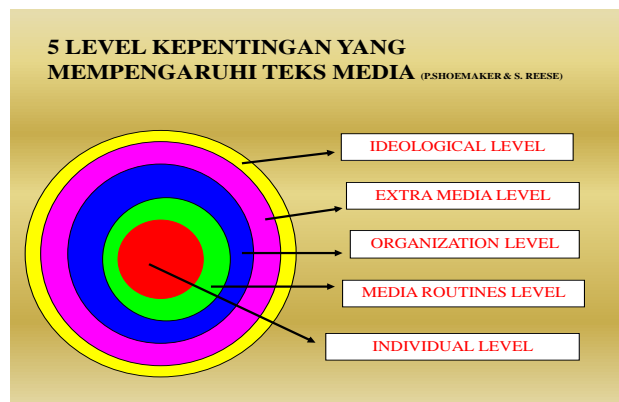 5 LEVEL KEPENTINGAN YANG
MEMPENGARUHI TEKS MEDIA (P.SHOEMAKER & S. REESE)
IDEOLOGICAL LEVEL
EXTRA MEDIA LEVEL
ORGANIZATION LEVEL
MEDIA ROUTINES LEVEL
INDIVIDUAL LEVEL